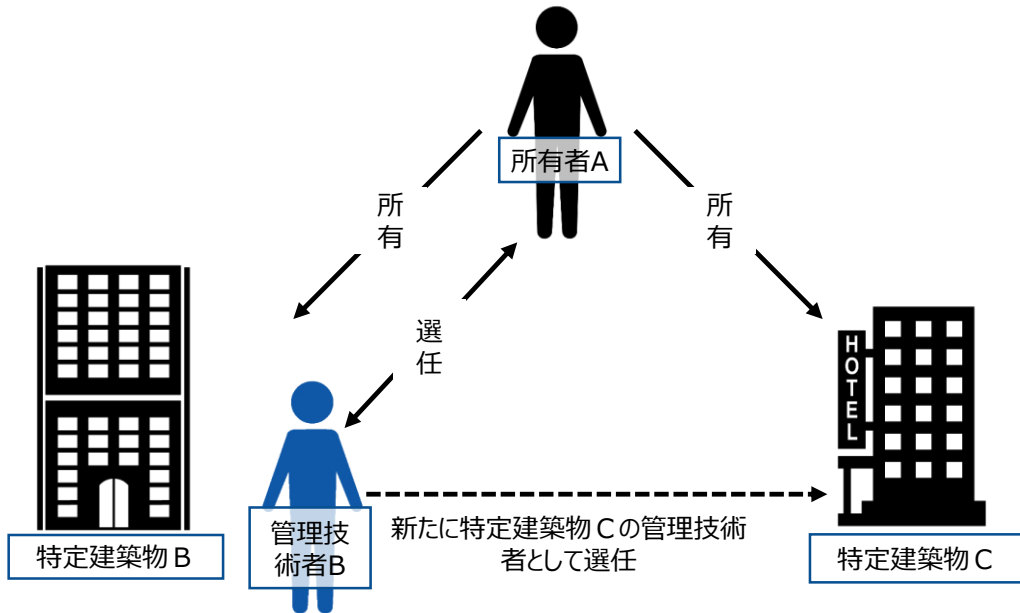 所有者A
所有
所有
選任
HOTEL
特定建築物B
管理技
術者B
新たに特定建築物Cの管理技術
者として選任
特定建築物C